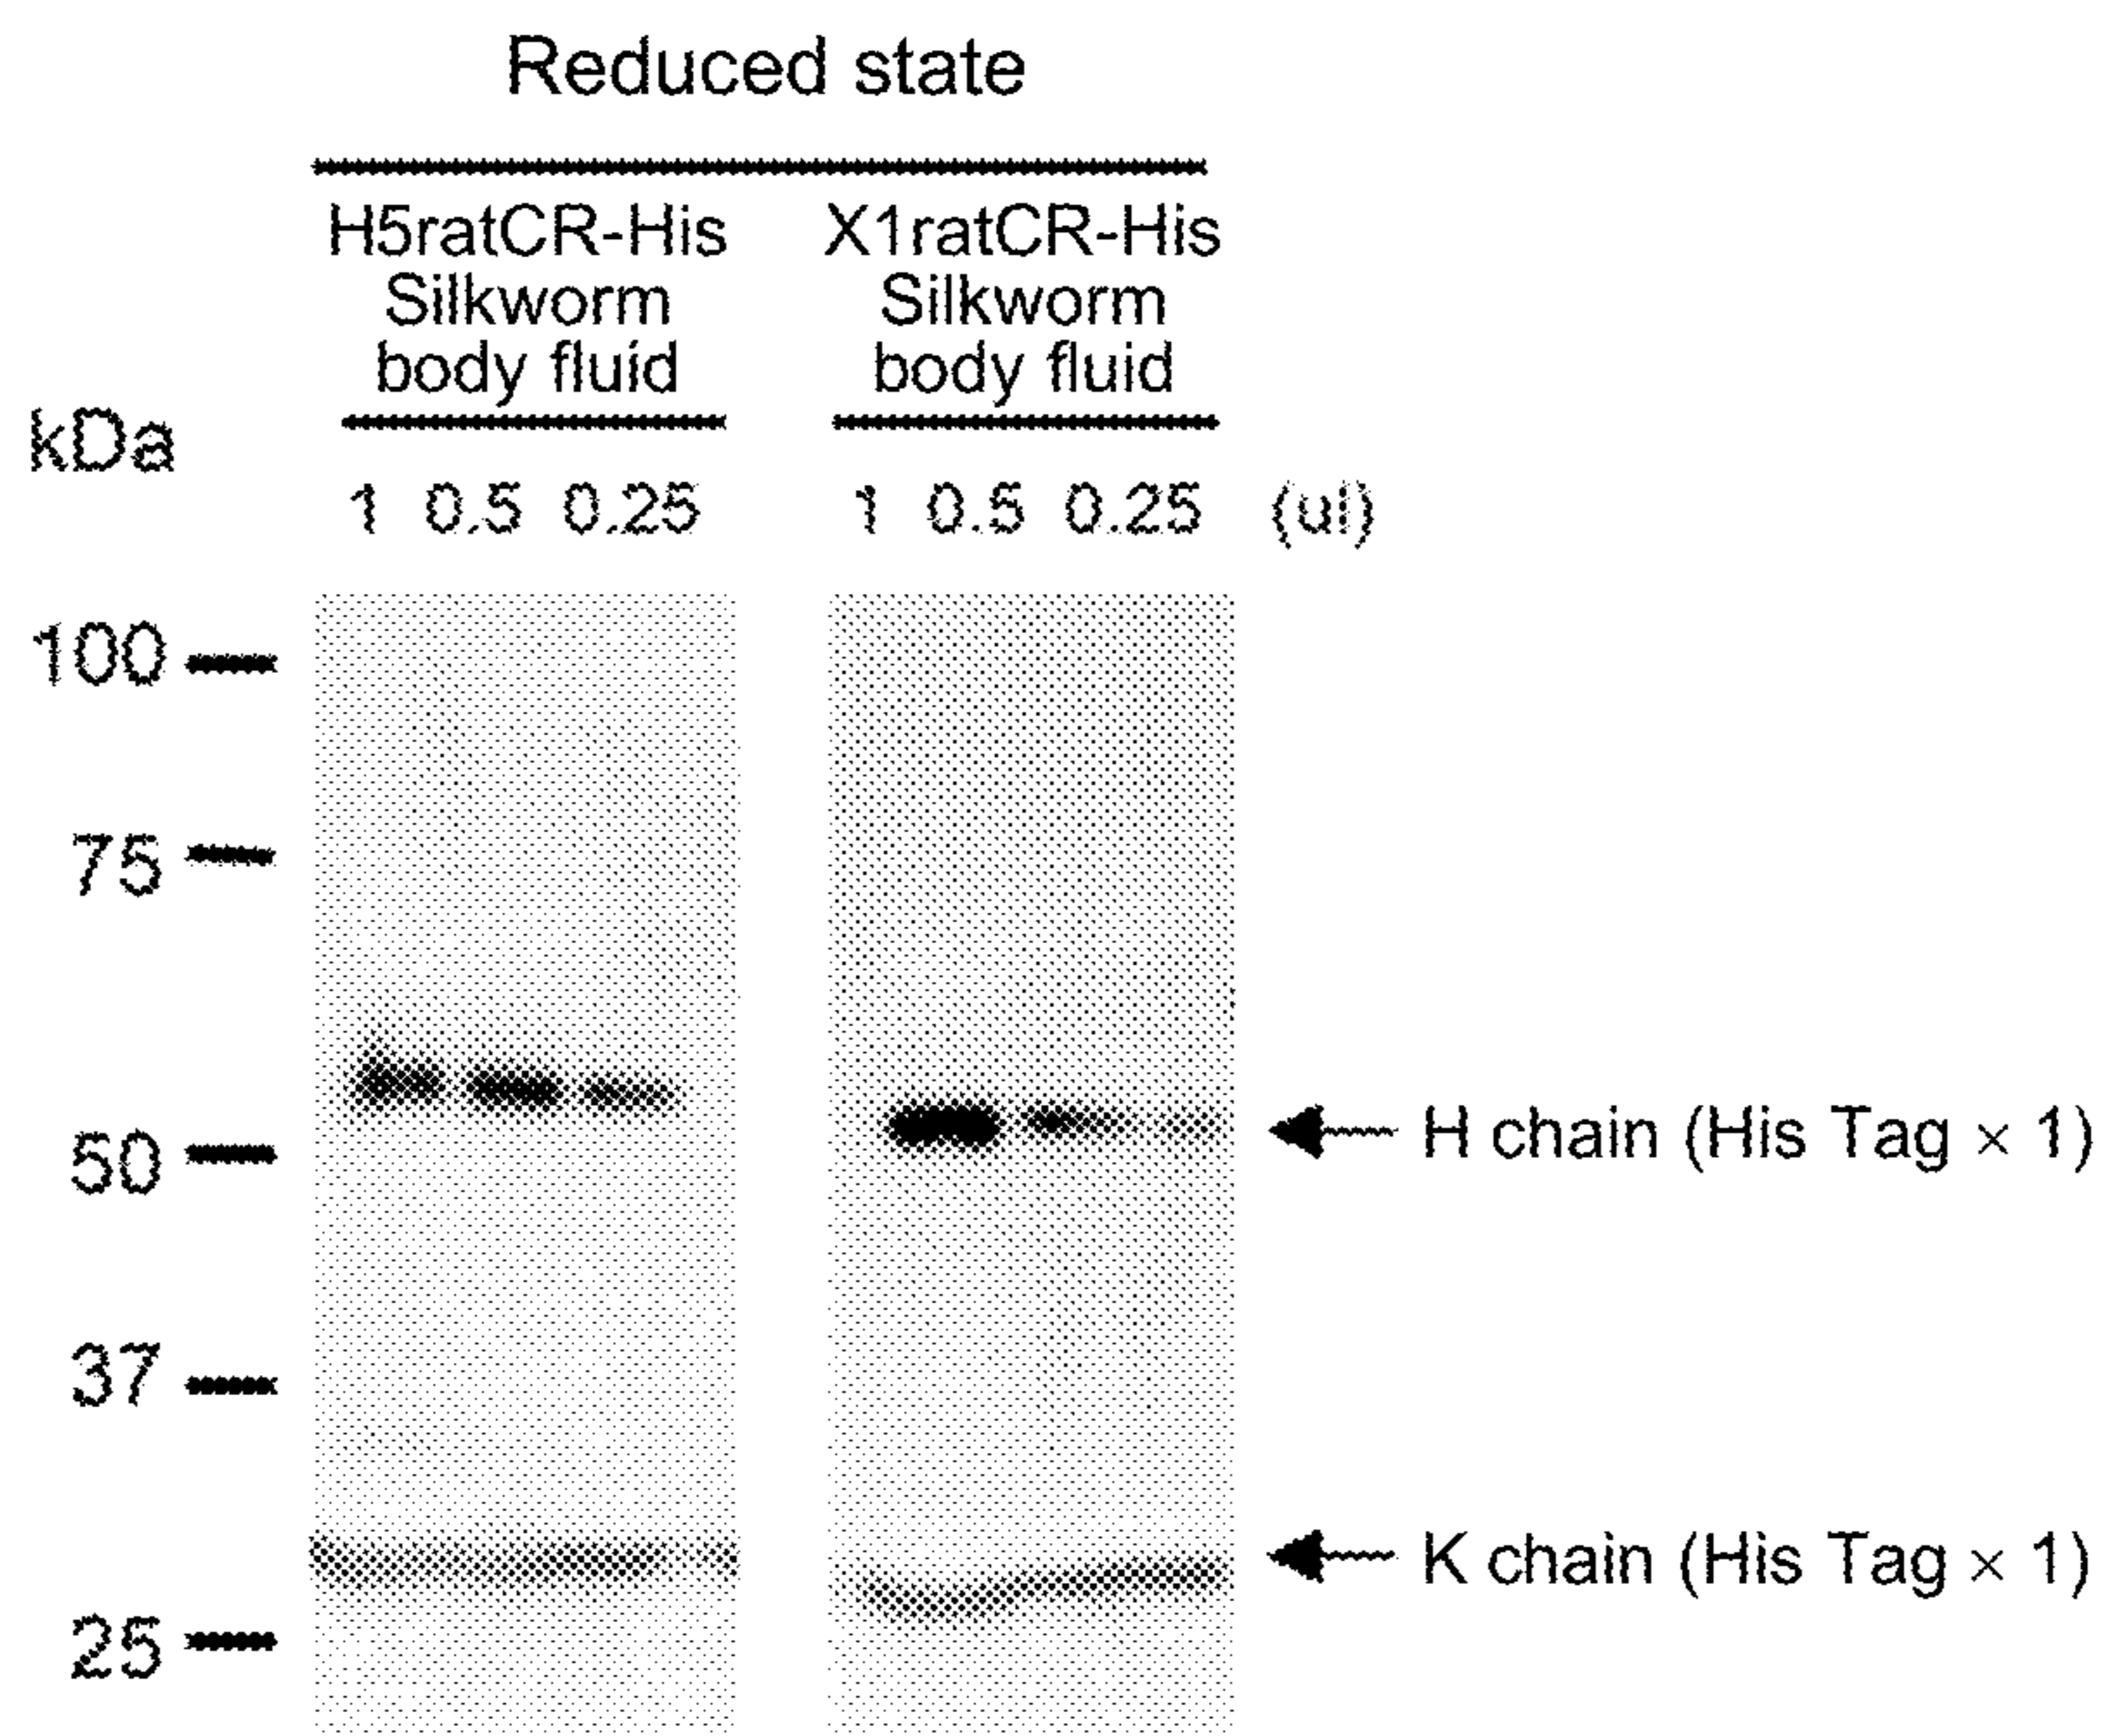 Reduced state
H5ratCR-His X1ratCR-His
Silkworm Silkworm
body fluid body fluid
kDa
1 0.5 0.25 1 0.5 0.25 (ul)
100
75
50
H chain (His Tag × 1)
37
K chain (His Tag × 1)
25